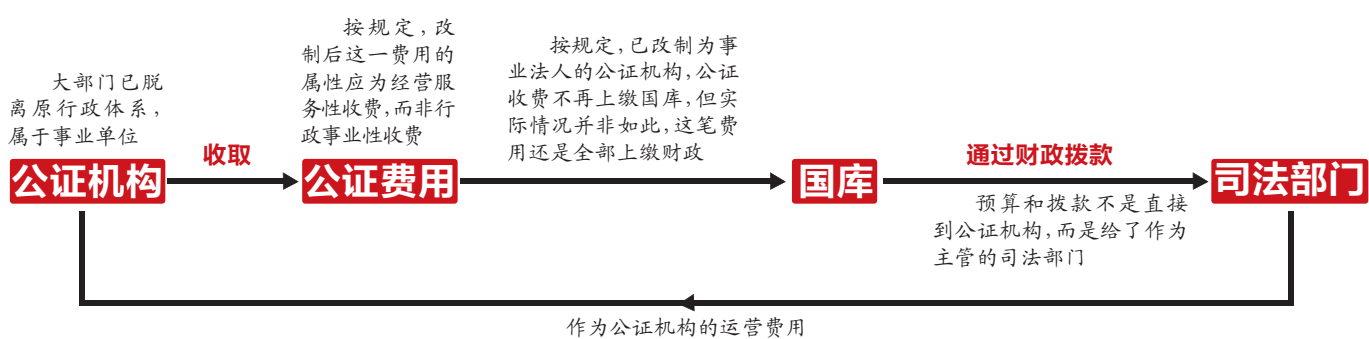 大部门已脱
离原行政体系，
属于事业单位
公证机构
收取
按规定，改
制后这一费用的
属性应为经营服
务性收费，而非行
政事业性收费
公证费用
按规定，已改制为事
业法人的公证机构，公证
收费不再上缴国库，但实
际情况并非如此，这笔费
用还是全部上缴财政
国库
通过财政拨款
预算和拨款不是直接
到公证机构，而是给了作为
主管的司法部门
司法部门
作为公证机构的运营费用